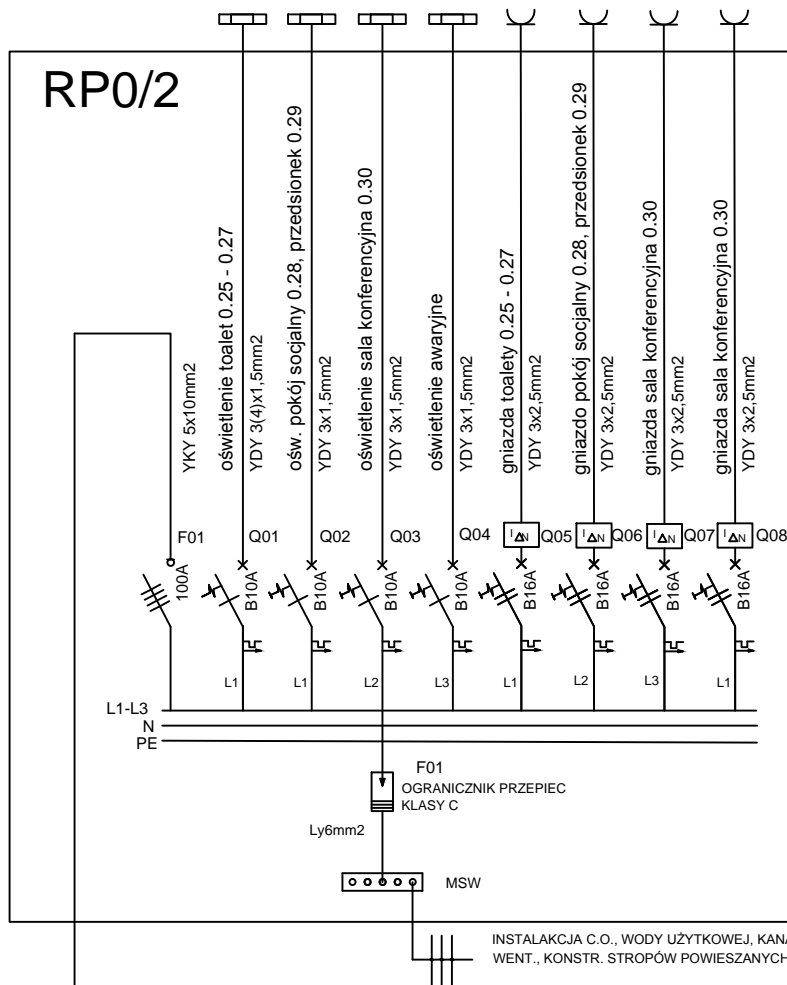 RP0/2
YKY 5x10mm2
oświetlenie toalet 0.25 - 0.27
YDY 3(4)x1,5mm2
ośw. pokój socjalny 0.28, przedsionek 0.29
YDY 3x1,5mm2
oświetlenie sala konferencyjna 0.30
YDY 3x1,5mm2
oświetlenie awaryjne
YDY 3x1,5mm2
gniazda toalety 0.25 - 0.27
YDY 3x2,5mm2
gniazdo pokój socjalny 0.28, przedsionek 0.29
YDY 3x2,5mm2
gniazda sala konferencyjna 0.30
YDY 3x2,5mm2
gniazda sala konferencyjna 0.30
YDY 3x2,5mm2
F01 Q01 Q02 Q03 Q04 I∆N Q05 I∆N Q06 I∆N Q07 I∆N Q08
100A B10A B10A B10A B10A B16A B16A B16A B16A
L1 L1 L2 L3 L1 L2 L3 L1
L1-L3
N
PE
F01
OGRANICZNIK PRZEPIEC
KLASY C
Ly6mm2
MSW
INSTALAKCJA C.O., WODY UŻYTKOWEJ, KANA
WENT., KONSTR. STROPÓW POWIESZANYCH